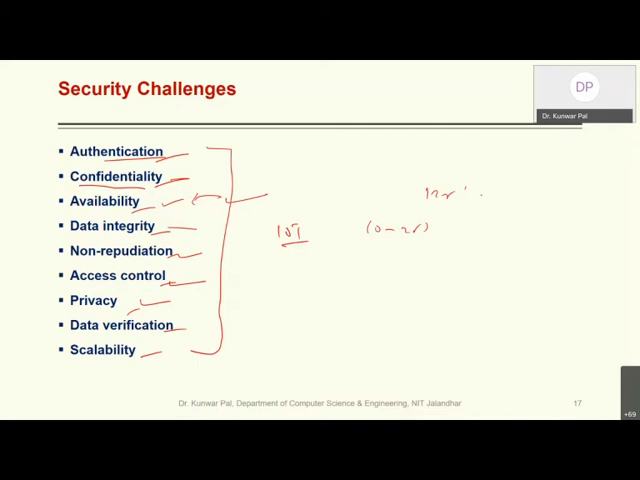 Security Challenges
DP
Dr. Kunwar Pal
▪ Authentication
▪ Confidentiality
▪ Availability
▪ Data integrity
▪ Non-repudiation
▪ Access control
▪ Privacy
▪ Data verification
▪ Scalability
IOT
Dr. Kunwar Pal, Department of Computer Science & Engineering, NIT Jalandhar
17
+69